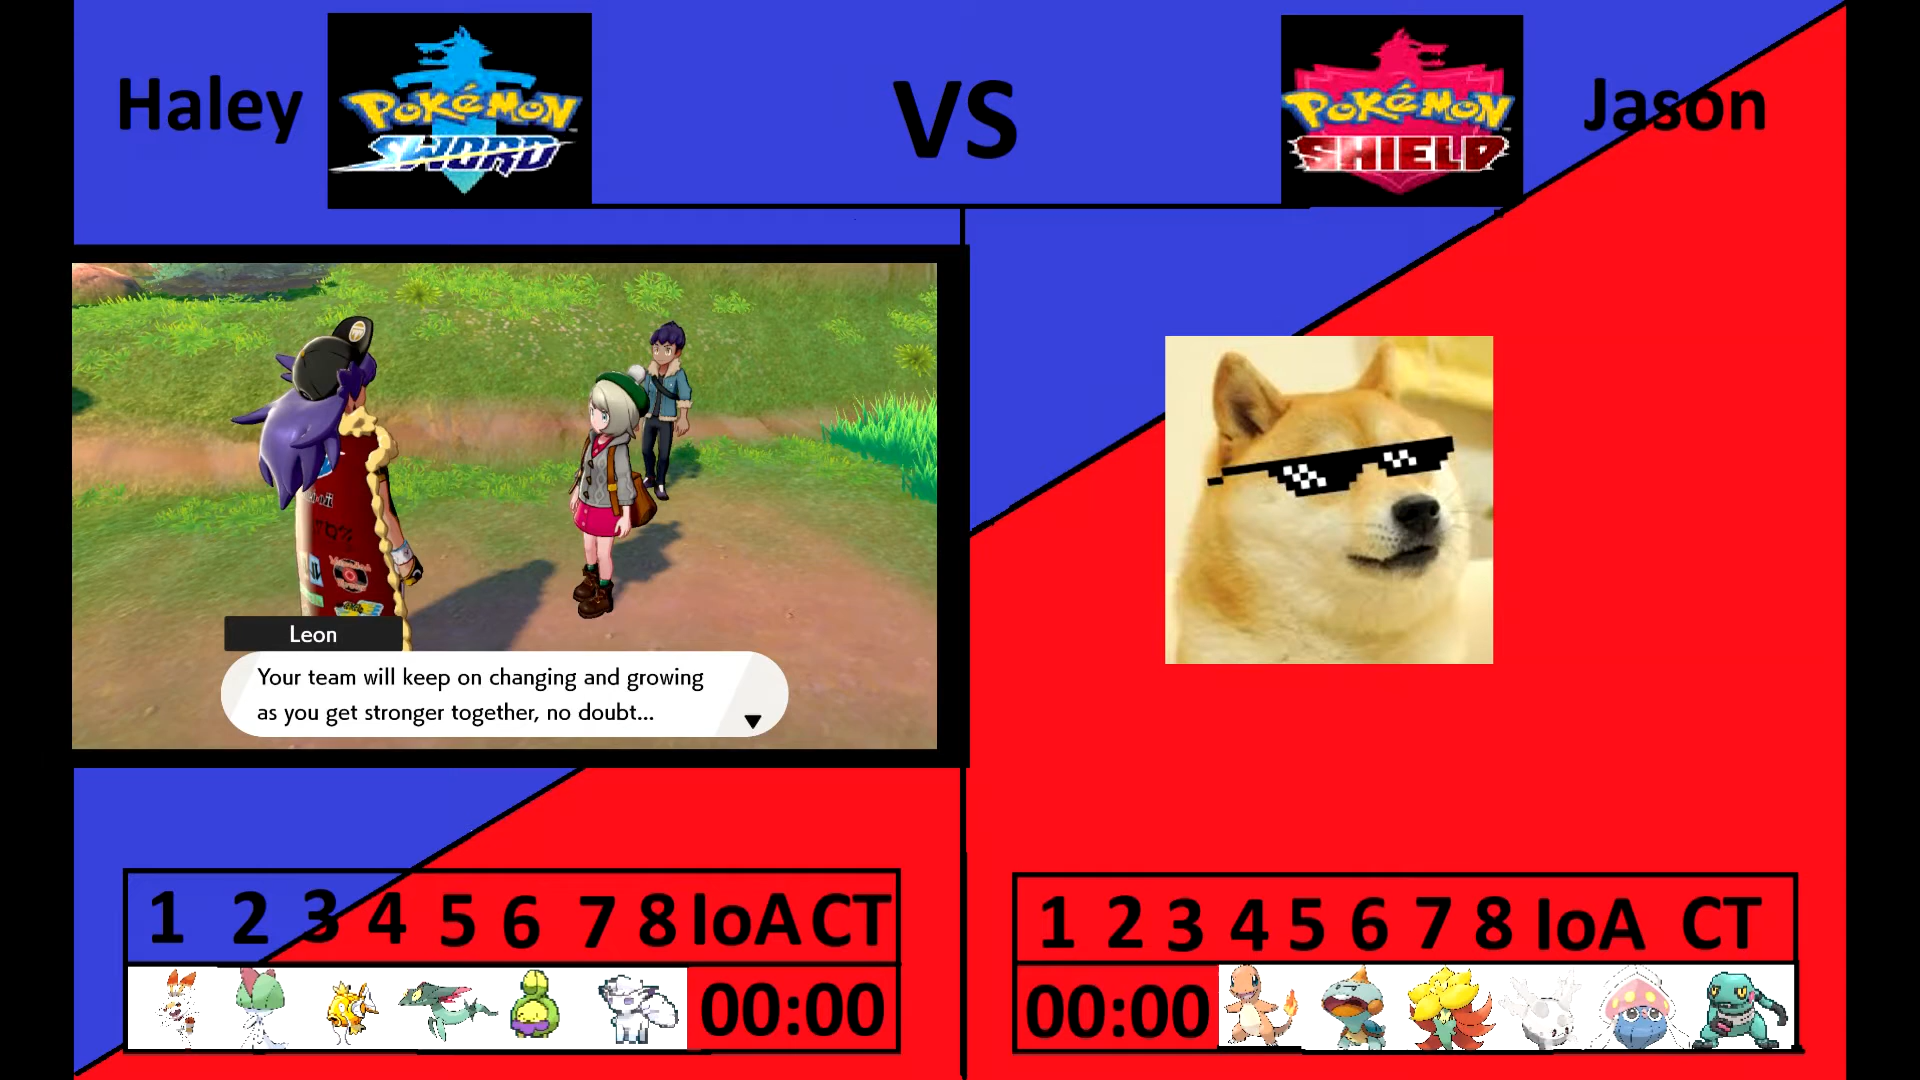 Haley
POKéMON
SWORD
VS
POKéMON
SHIELD
Jason
Leon
Your team will keep on changing and growing
as you get stronger together, no doubt...
1 2 3 4 5 6 7 8 IoA CT
00:00
1 2 3 4 5 6 7 8 IoA CT
00:00